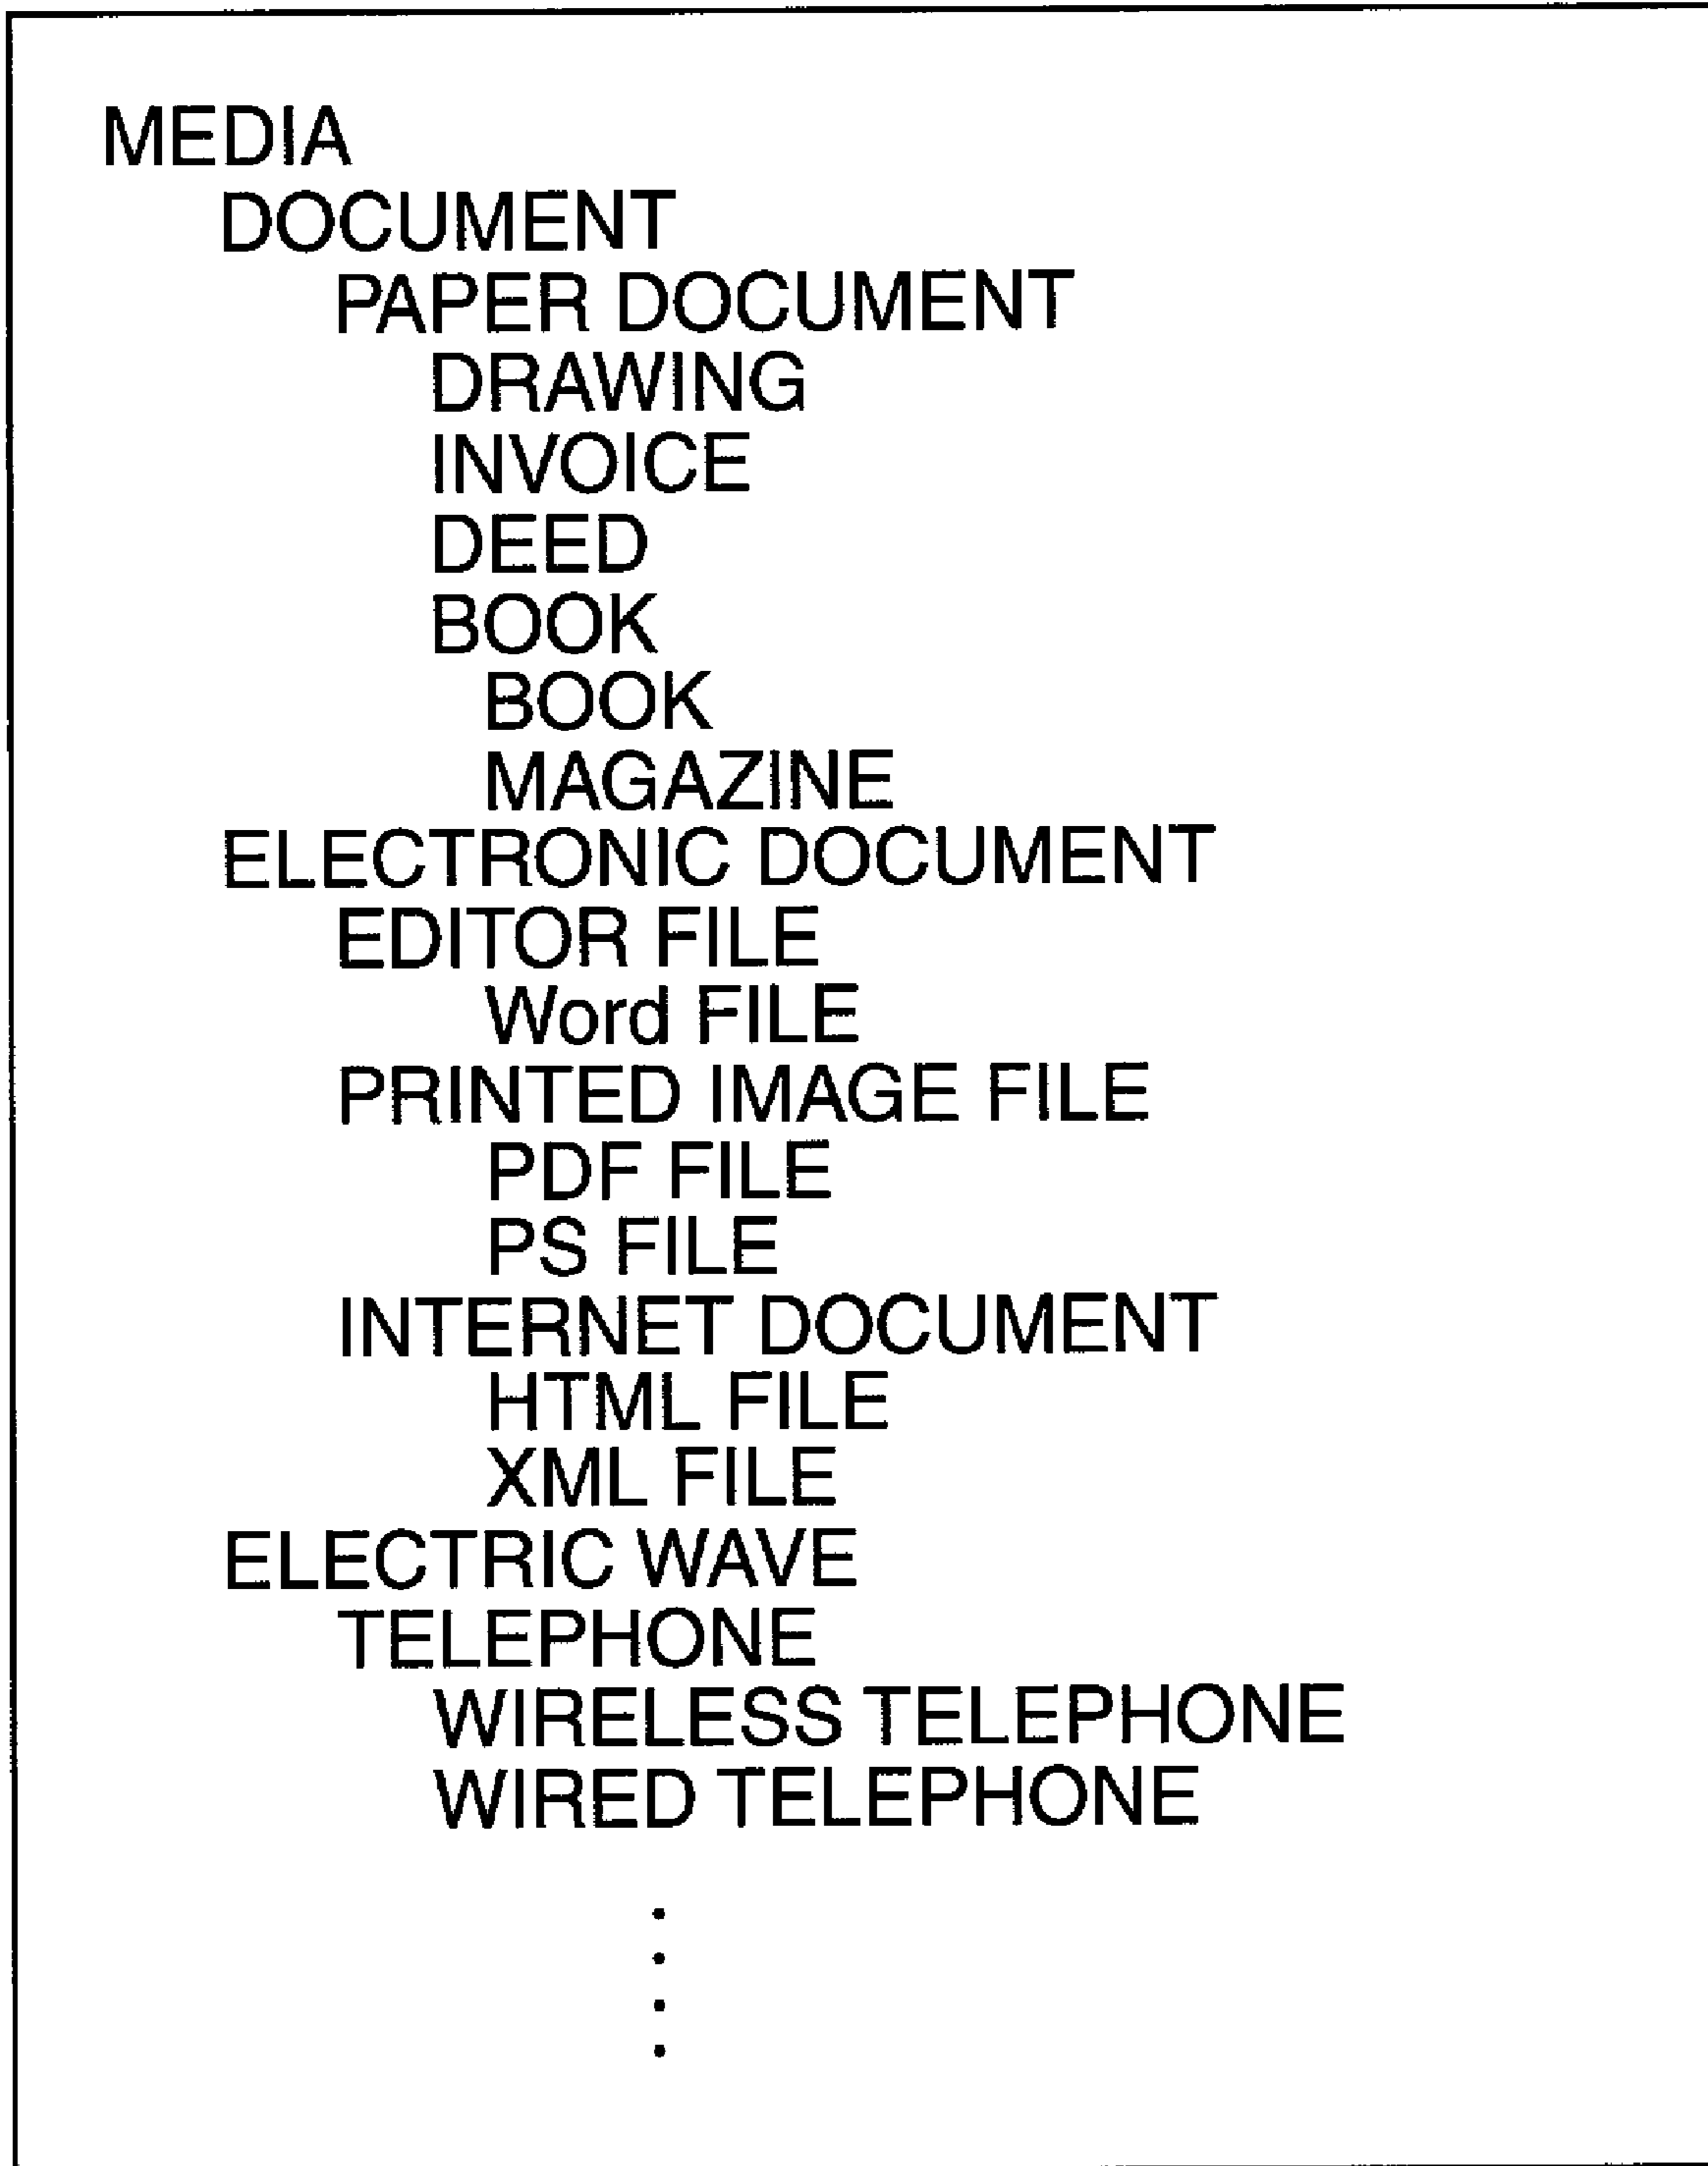 MEDIA
DOCUMENT
PAPER DOCUMENT
DRAWING
INVOICE
DEED
BOOK
BOOK
MAGAZINE
ELECTRONIC DOCUMENT
EDITOR FILE
Word FILE
PRINTED IMAGE FILE
PDF FILE
PS FILE
INTERNET DOCUMENT
HTML FILE
XML FILE
ELECTRIC WAVE
TELEPHONE
WIRELESS TELEPHONE
WIRED TELEPHONE